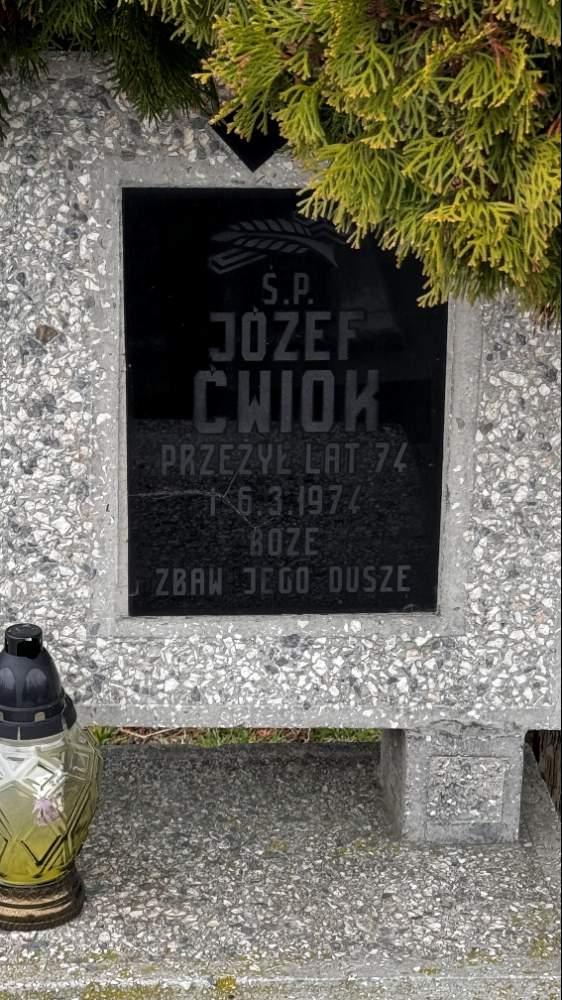 Ś.P.
JÓZEF
ĆWIOK
PRZEŻYŁ LAT 74
† 6.3.1974
BOŻE
ZBAW JEGO DUSZĘ